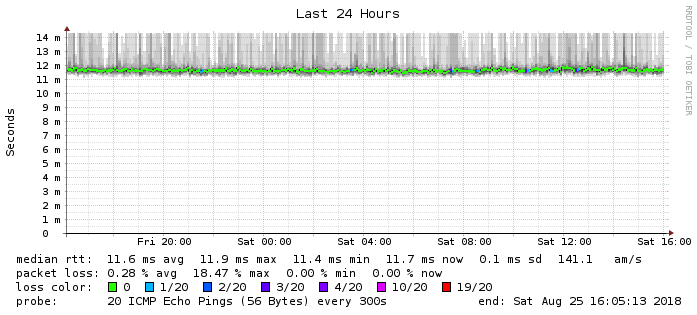 Last 24 Hours
RRDTOOL / TOBI OETIKER
Seconds
14 m
13 m
12 m
11 m
10 m
9 m
8 m
7 m
6 m
5 m
4 m
3 m
2 m
1 m
0
Fri 20:00 Sat 00:00 Sat 04:00 Sat 08:00 Sat 12:00 Sat 16:00
median rtt: 11.6 ms avg 11.9 ms max 11.4 ms min 11.7 ms now 0.1 ms sd 141.1 am/s
packet loss: 0.28 % avg 18.47 % max 0.00 % min 0.00 % now
loss color: 0 1/20 2/20 3/20 4/20 10/20 19/20
probe: 20 ICMP Echo Pings (56 Bytes) every 300s end: Sat Aug 25 16:05:13 2018